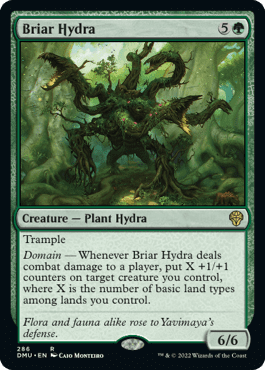 Briar Hydra 5
Creature — Plant Hydra
Trample
Domain — Whenever Briar Hydra deals
combat damage to a player, put X +1/+1
counters on target creature you control,
where X is the number of basic land types
among lands you control.
Flora and fauna alike rose to Yavimaya's
defense.
6/6
286 R
DMU • EN CAIO MONTEIRO
™ & © 2022 Wizards of the Coast